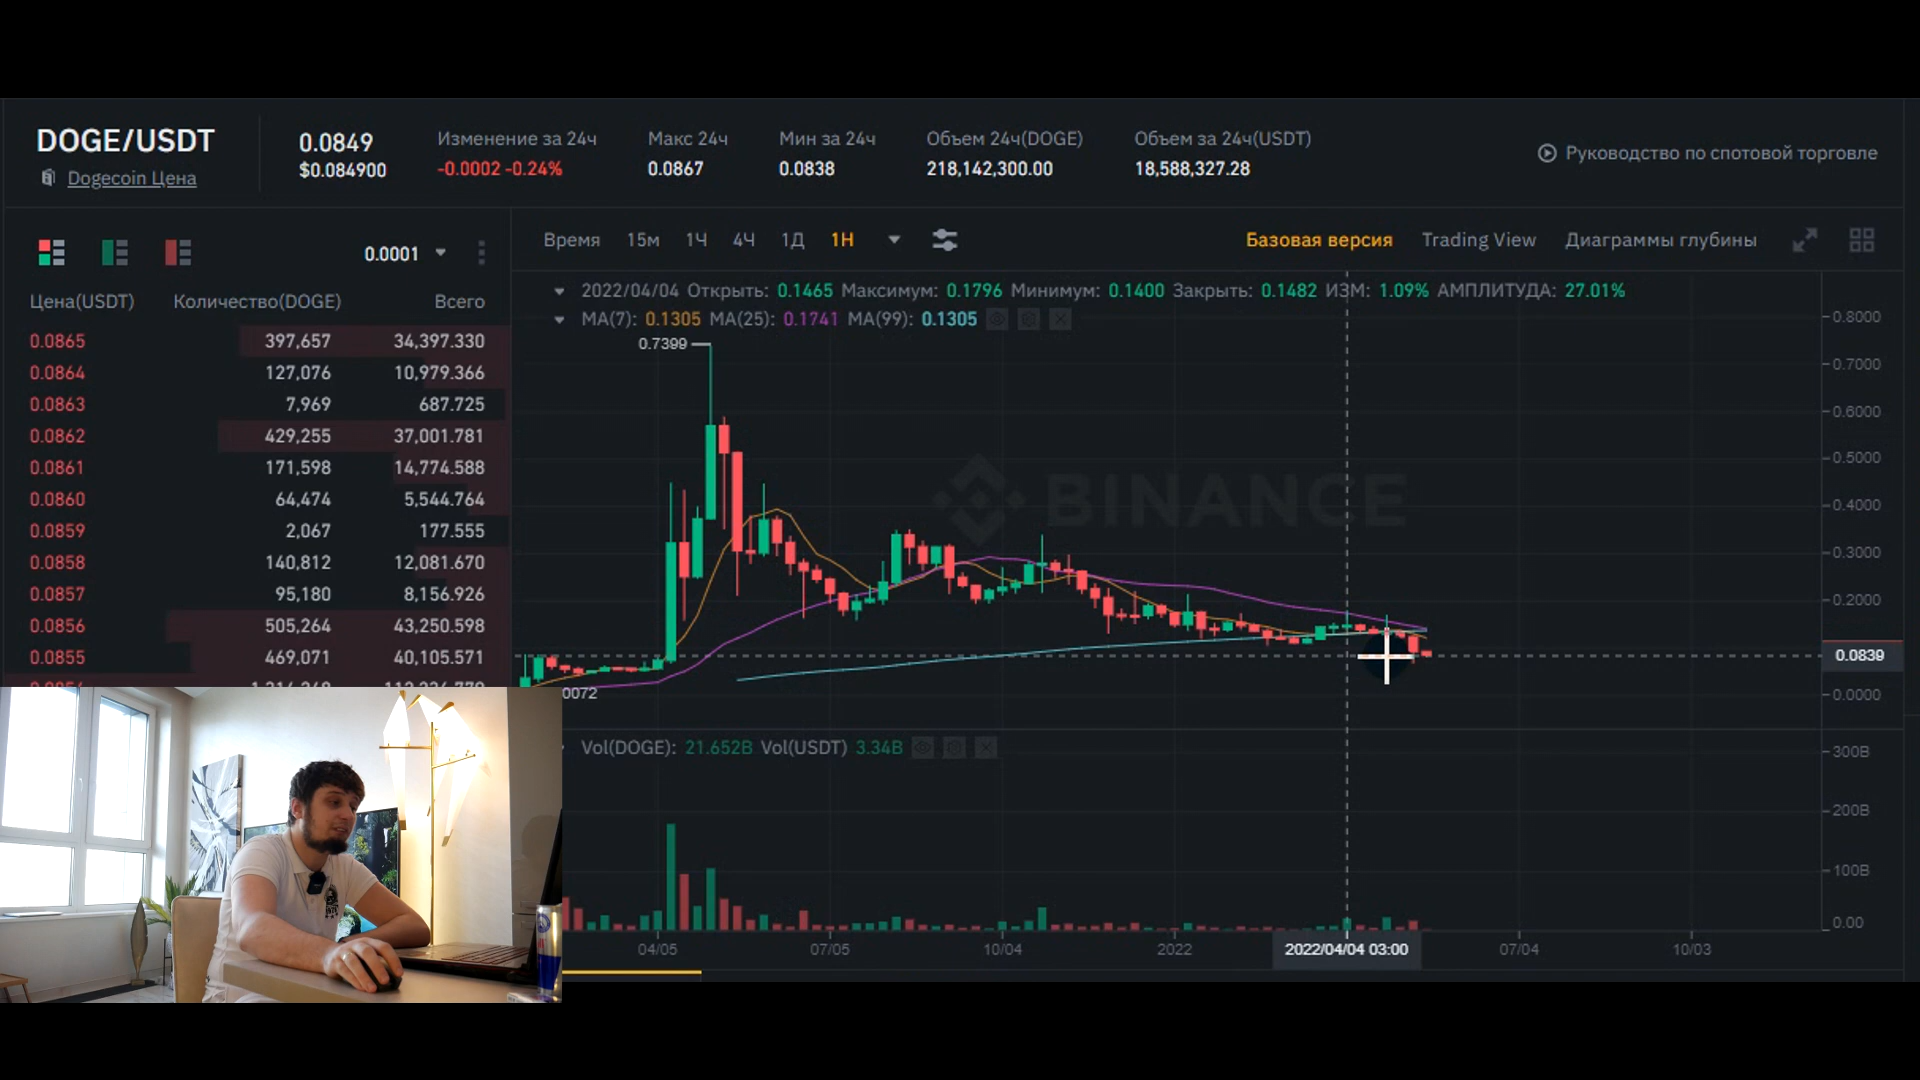 DOGE/USDT
Dogecoin Цена
0.0849
$0.084900
Изменение за 24ч
-0.0002 -0.24%
Макс 24ч
0.0867
Мин за 24ч
0.0838
Объем 24ч(DOGE)
218,142,300.00
Объем за 24ч(USDT)
18,588,327.28
Руководство по спотовой торговле
0.0001
Цена(USDT) Количество(DOGE) Всего
0.0865 397,657 34,397.330
0.0864 127,076 10,979.366
0.0863 7,969 687.725
0.0862 429,255 37,001.781
0.0861 171,598 14,774.588
0.0860 64,474 5,544.764
0.0859 2,067 177.555
0.0858 140,812 12,081.670
0.0857 95,180 8,156.926
0.0856 505,264 43,250.598
0.0855 469,071 40,105.571
Время 15м 1Ч 4Ч 1Д 1Н
Базовая версия Trading View Диаграммы глубины
2022/04/04 Открыть: 0.1465 Максимум: 0.1796 Минимум: 0.1400 Закрыть: 0.1482 ИЗМ: 1.09% АМПЛИТУДА: 27.01%
MA(7): 0.1305 MA(25): 0.1741 MA(99): 0.1305
0.7399
BINANCE
0072
0.8000
0.7000
0.6000
0.5000
0.4000
0.3000
0.2000
0.0839
0.0000
Vol(DOGE): 21.652B Vol(USDT) 3.34B
300B
200B
100B
0.00
04/05 07/05 10/04 2022 2022/04/04 03:00 07/04 10/03